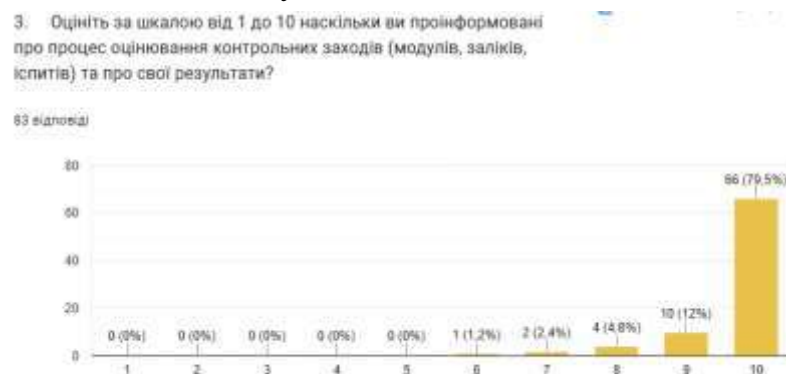 3. Оцініть за шкалою від 1 до 10 наскільки ви проінформовані
про процес оцінювання контрольних заходів (модулів, заліків,
іспитів) та про свої результати?
83 відповіді
80
60
40
20
0
0 (0%) 0 (0%) 0 (0%) 0 (0%) 0 (0%) 1 (1,2%) 2 (2,4%) 4 (4,8%) 10 (12%) 66 (79,5%)
1 2 3 4 5 6 7 8 9 10